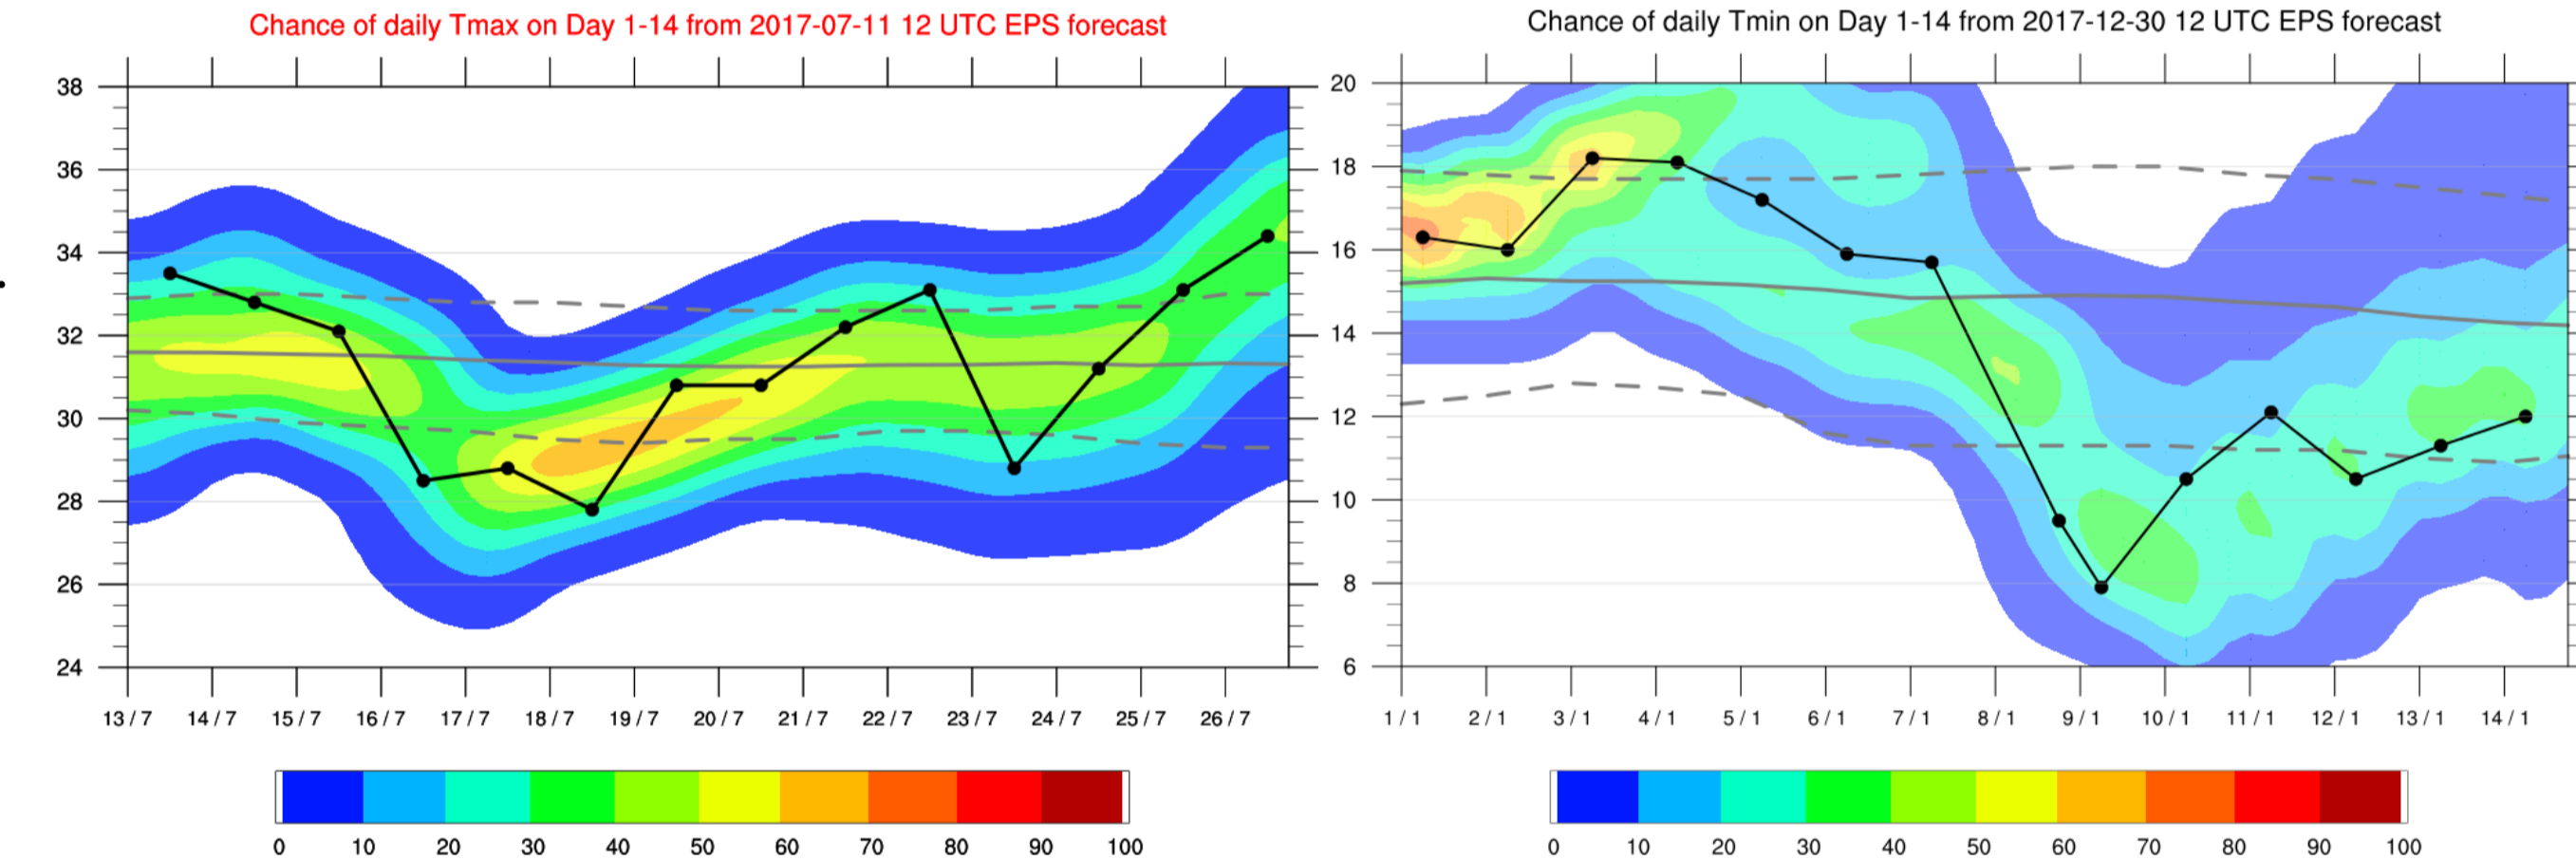 Chance of daily Tmax on Day 1-14 from 2017-07-11 12 UTC EPS forecast
38
36
34
32
30
28
26
24
13 / 7 14 / 7 15 / 7 16 / 7 17 / 7 18 / 7 19 / 7 20 / 7 21 / 7 22 / 7 23 / 7 24 / 7 25 / 7 26 / 7
0 10 20 30 40 50 60 70 80 90 100
Chance of daily Tmin on Day 1-14 from 2017-12-30 12 UTC EPS forecast
20
18
16
14
12
10
8
6
1 / 1 2 / 1 3 / 1 4 / 1 5 / 1 6 / 1 7 / 1 8 / 1 9 / 1 10 / 1 11 / 1 12 / 1 13 / 1 14 / 1
0 10 20 30 40 50 60 70 80 90 100